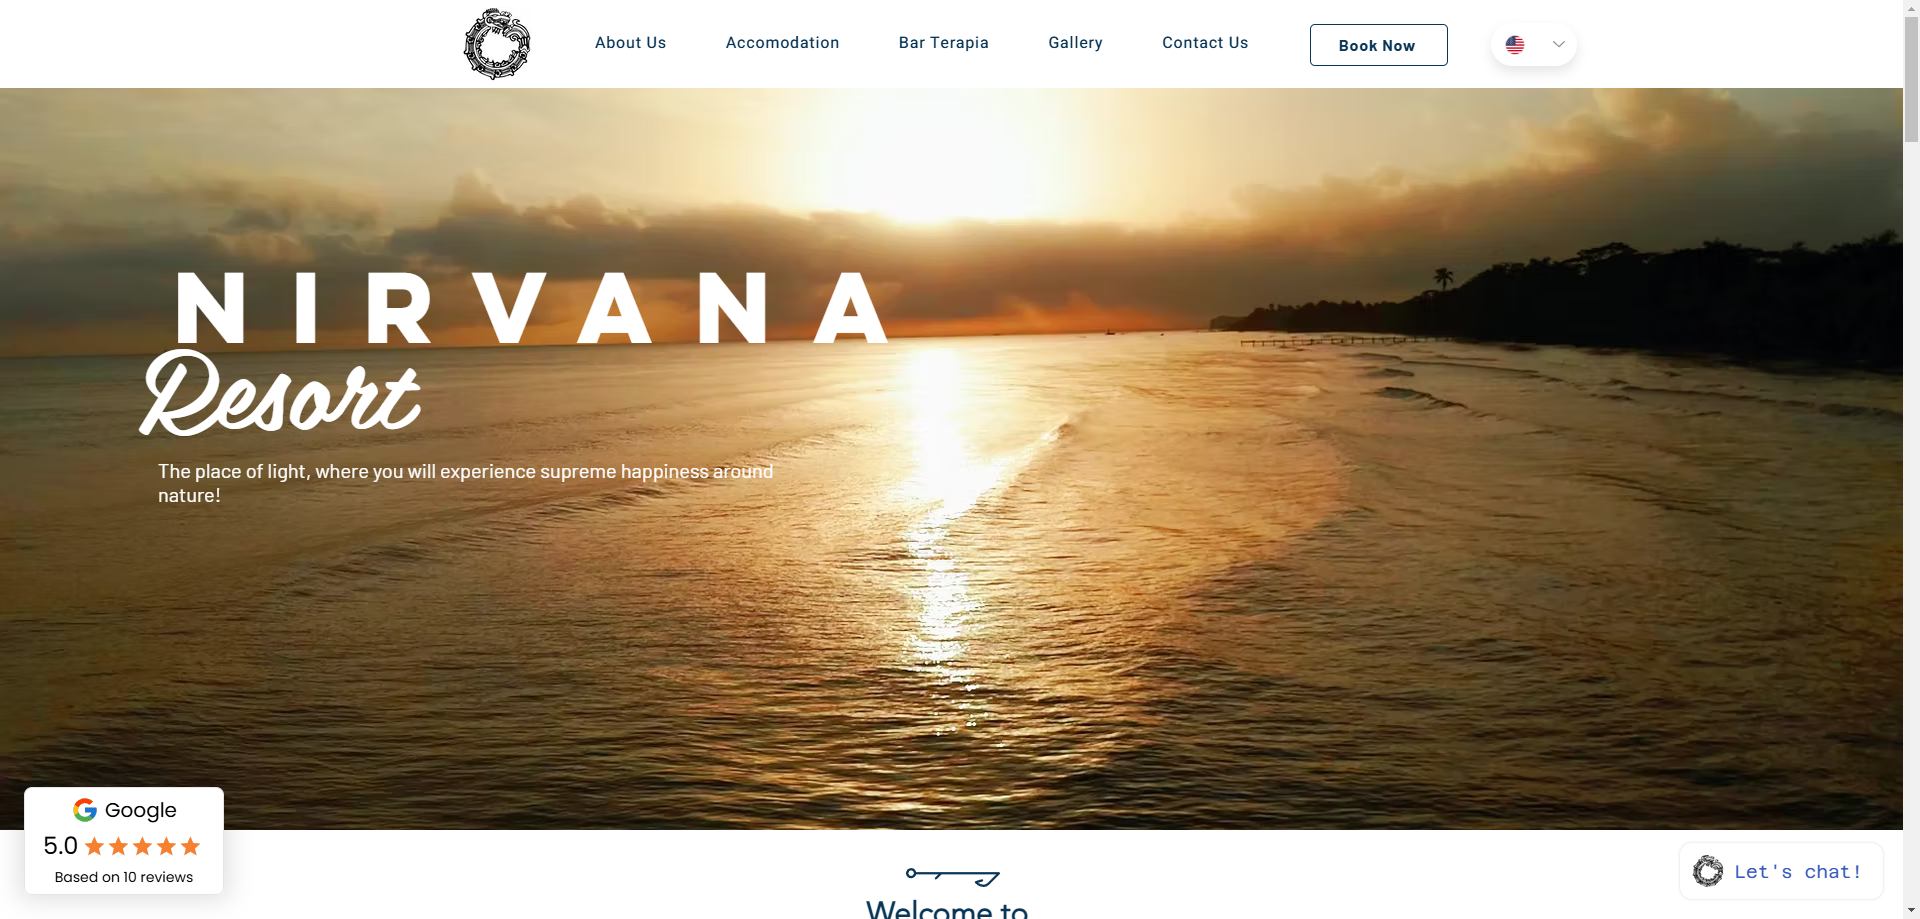 About Us
Accomodation
Bar Terapia
Gallery
Contact Us
Book Now
NIRVANA
Resort
The place of light, where you will experience supreme happiness around
nature!
Google
5.0
Based on 10 reviews
Let's chat!
Welcome to